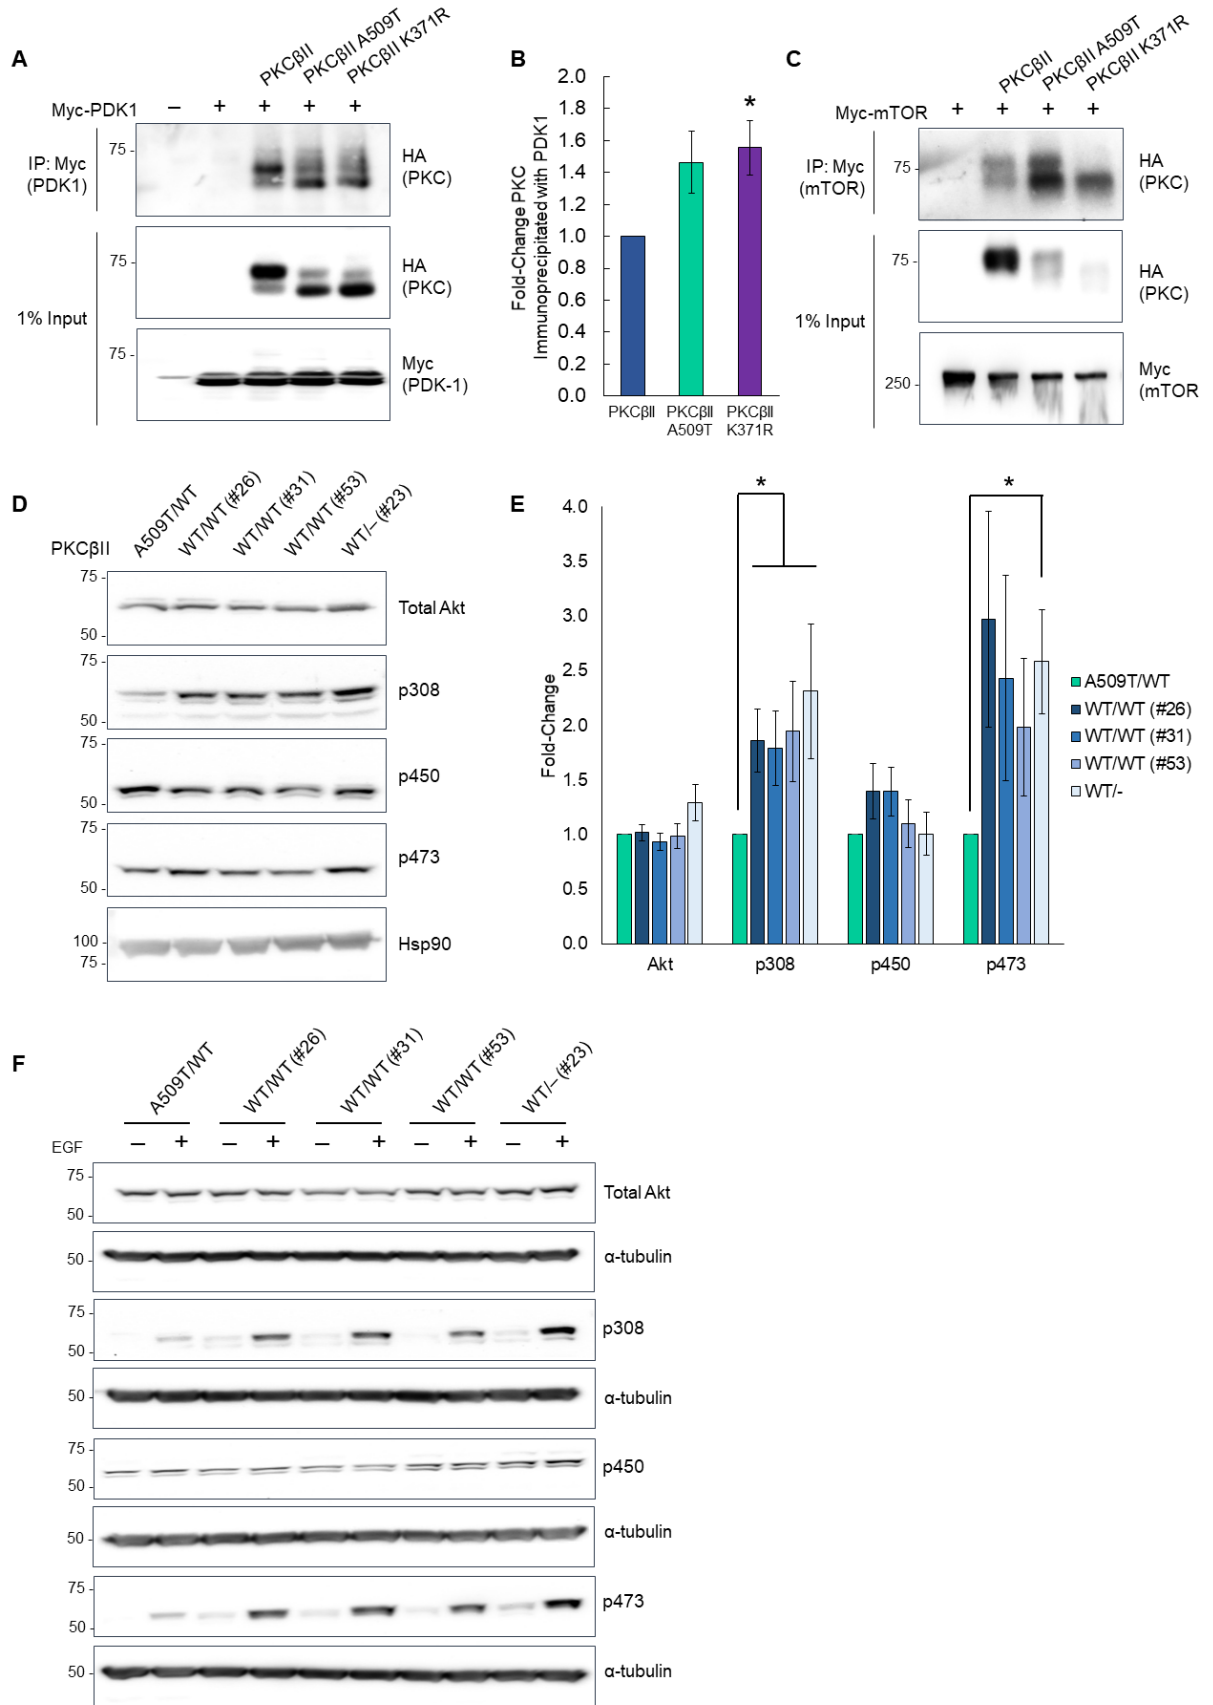 A
PKCβII
PKCβII A509T
PKCβII K371R
Myc-PDK1
– + + + +
IP: Myc
(PDK1)
75 -
HA
(PKC)
1% Input
75 -
HA
(PKC)
75 -
Myc
(PDK-1)
B
Fold-Change PKC
Immunoprecipitated with PDK1
2.0
1.8
1.6
1.4
1.2
1.0
0.8
0.6
0.4
0.2
0.0
*
PKCβII
PKCβII
A509T
PKCβII
K371R
C
PKCβII
PKCβII A509T
PKCβII K371R
Myc-mTOR
+ + + +
IP: Myc
(mTOR)
75 -
HA
(PKC)
1% Input
75 -
HA
(PKC)
250 -
Myc
(mTOR
D
PKCβII
A509T/WT
WT/WT (#26)
WT/WT (#31)
WT/WT (#53)
WT/– (#23)
75 -
50 -
Total Akt
75 -
50 -
p308
75 -
50 -
p450
75 -
50 -
p473
100 -
75 -
Hsp90
E
Fold-Change
4.0
3.5
3.0
2.5
2.0
1.5
1.0
0.5
0.0
*
*
Akt
p308
p450
p473
A509T/WT
WT/WT (#26)
WT/WT (#31)
WT/WT (#53)
WT/-
F
A509T/WT
WT/WT (#26)
WT/WT (#31)
WT/WT (#53)
WT/– (#23)
EGF
– + – + – + – + – +
75 -
50 -
Total Akt
50 -
α-tubulin
75 -
50 -
p308
50 -
α-tubulin
75 -
50 -
p450
50 -
α-tubulin
75 -
50 -
p473
50 -
α-tubulin